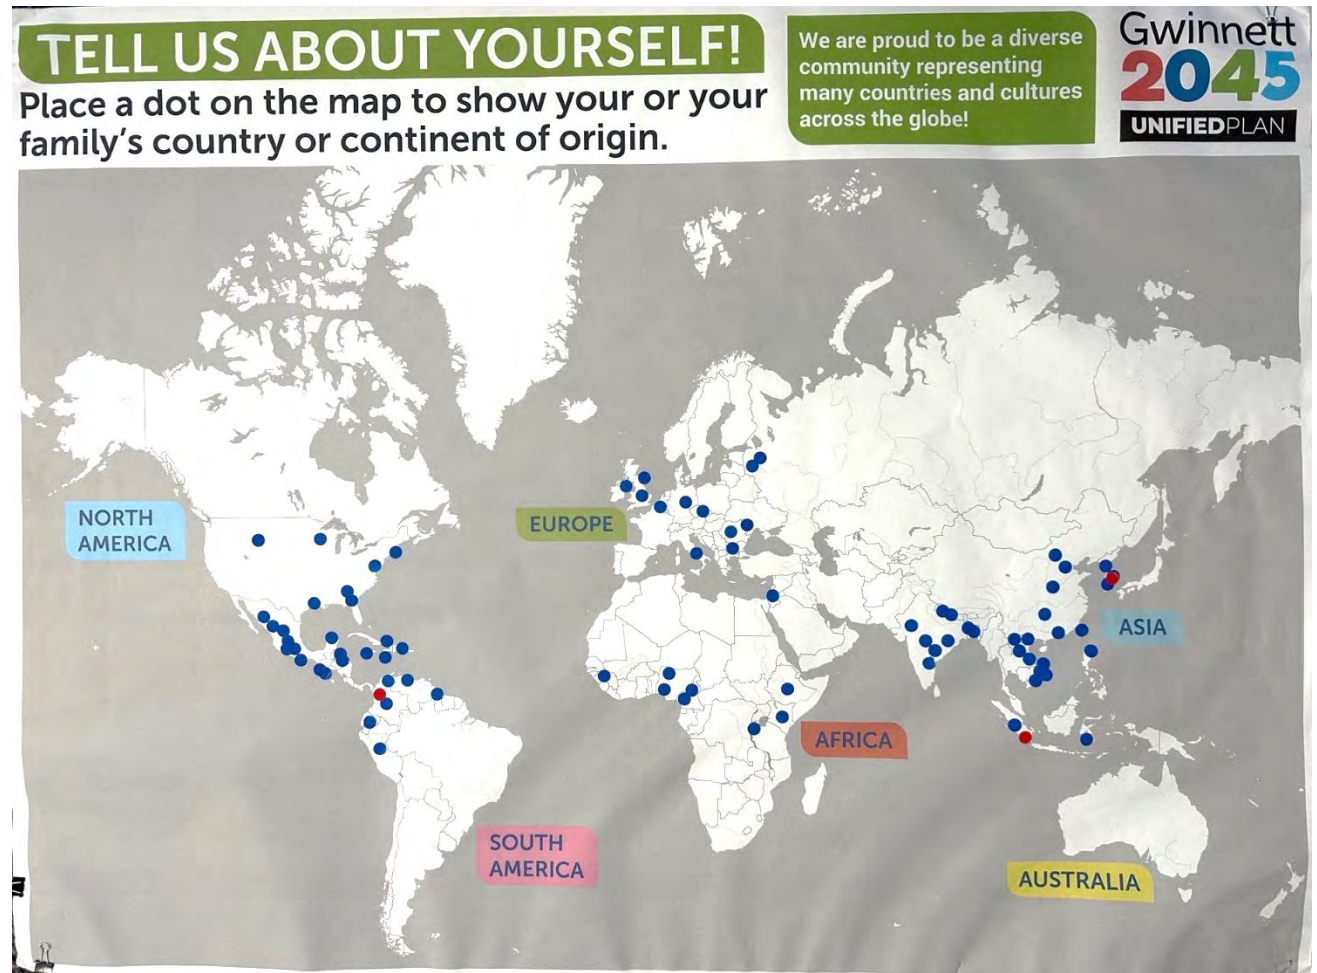 TELL US ABOUT YOURSELF!
Place a dot on the map to show your or your
family's country or continent of origin.
We are proud to be a diverse
community representing
many countries and cultures
across the globe!
Gwinnett
2045
UNIFIEDPLAN
NORTH
AMERICA
EUROPE
ASIA
AFRICA
SOUTH
AMERICA
AUSTRALIA